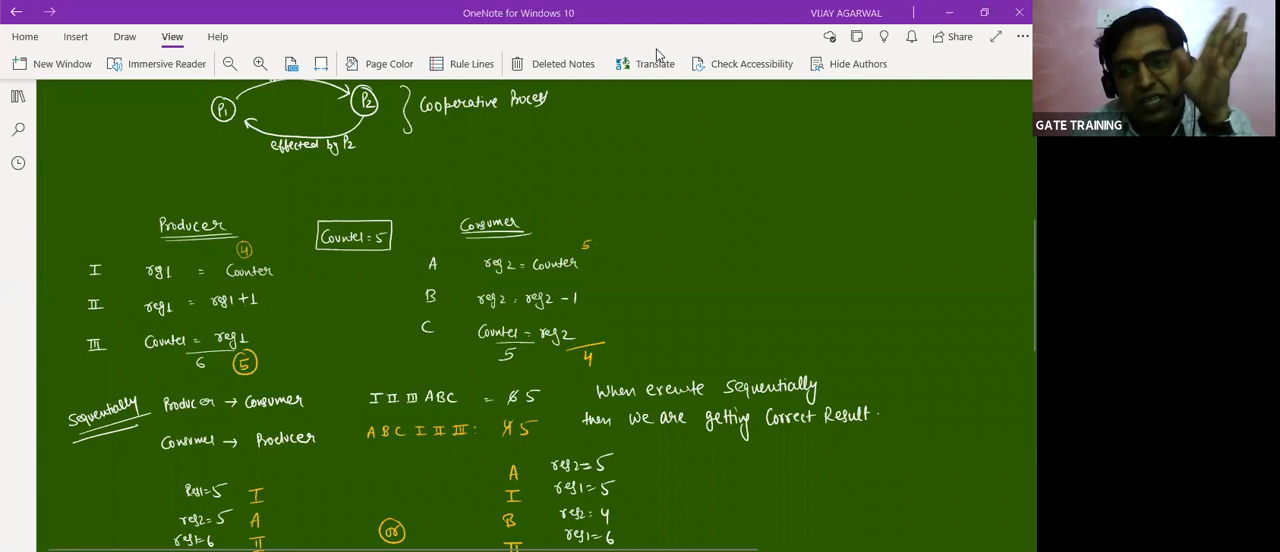 OneNote for Windows 10
VIJAY AGARWAL
Home Insert Draw View Help
Share
New Window Immersive Reader Page Color Rule Lines Deleted Notes Translate Check Accessibility Hide Authors
GATE TRAINING
P1 P2 } Cooperative Process
effected by P2
Producer Counter = 5 Consumer
4 5
I reg1 = Counter A reg2 = Counter
II reg1 = reg1+1 B reg2 = reg2 - 1
III Counter = reg1 C Counter = reg2
6 5 5 4
Sequentially Producer → Consumer I II III ABC = 6 5 When execute sequentially
Consumer → Producer A B C I II III : 4 5 then we are getting Correct Result.
A reg2 = 5
Reg1 = 5 I I reg1 = 5
reg2 = 5 A or B reg2 = 4
reg1 = 6 II II reg1 = 6